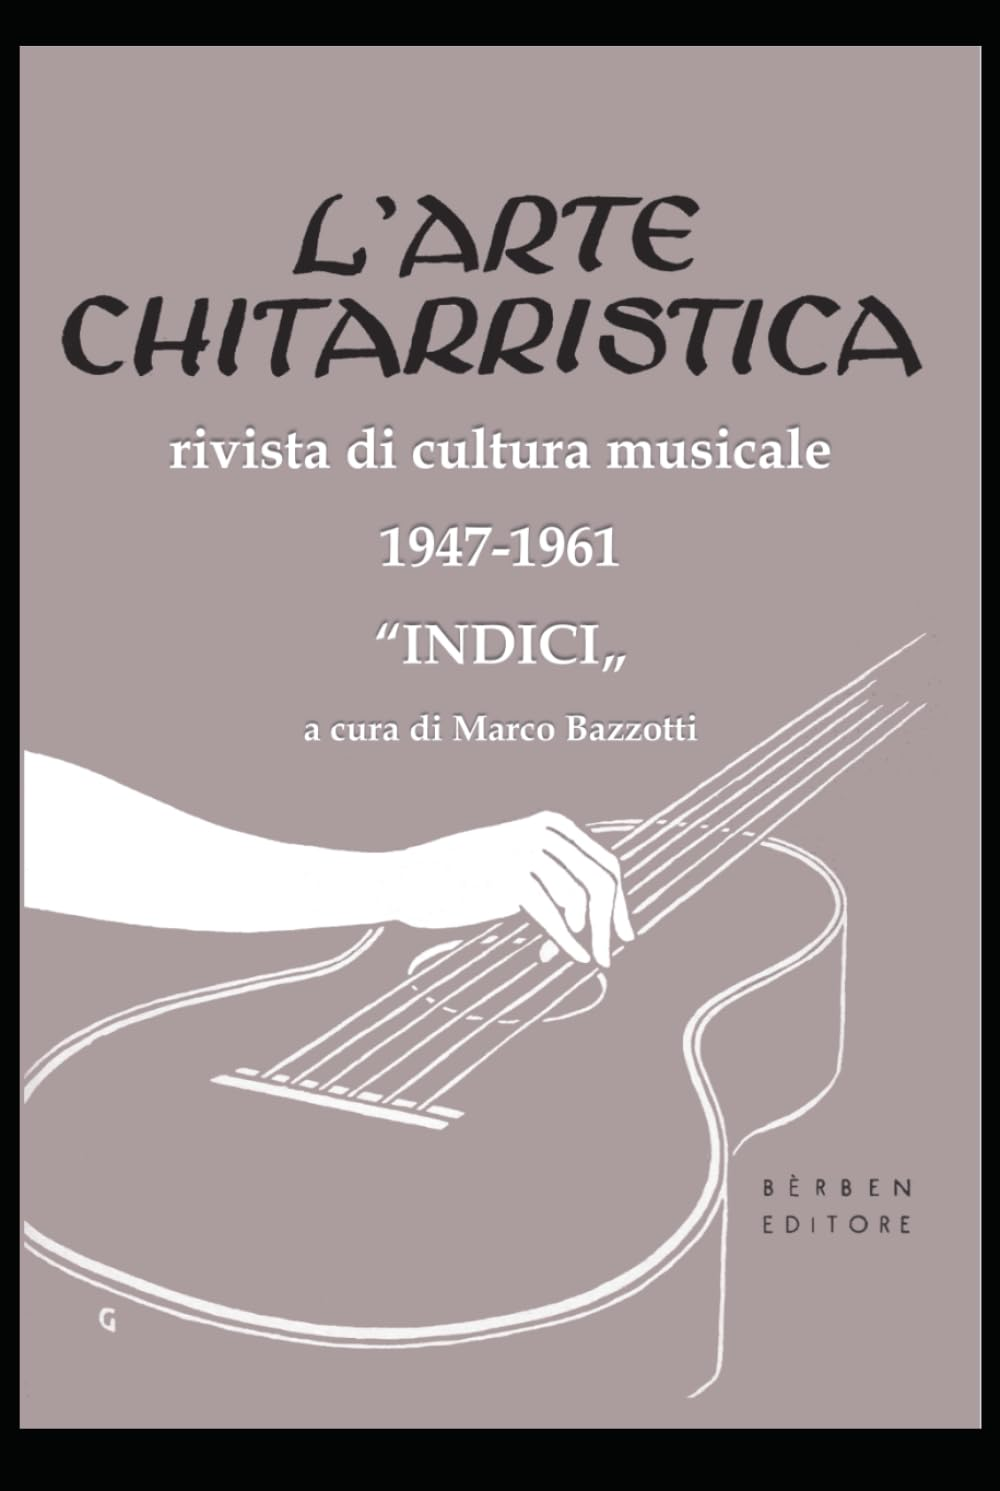 L'ARTE
CHITARRISTICA
rivista di cultura musicale
1947-1961
“INDICI„
a cura di Marco Bazzotti
BÈRBEN
EDITORE
G